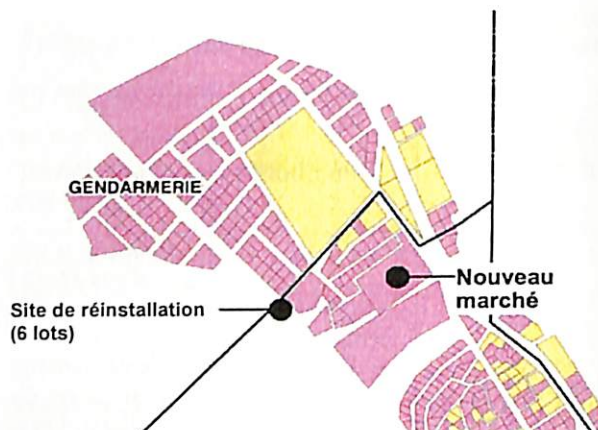 GENDARMERIE
Site de réinstallation
(6 lots)
Nouveau
marché